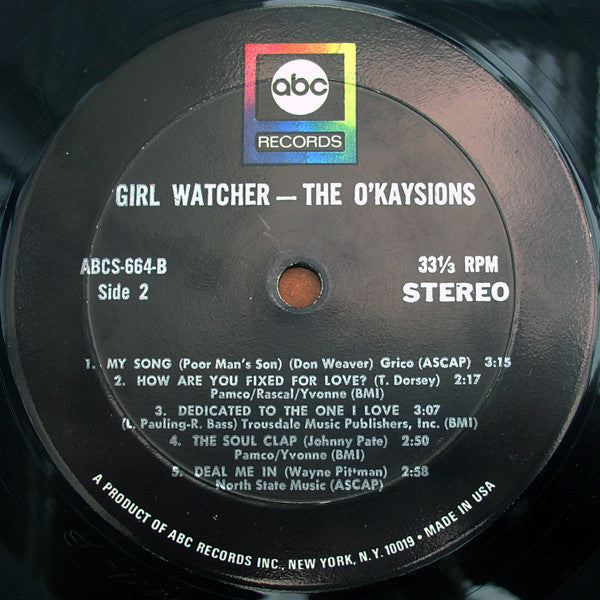 abc
RECORDS
GIRL WATCHER — THE O'KAYSIONS
ABCS-664-B
Side 2
33⅓ RPM
STEREO
1. MY SONG (Poor Man's Son) (Don Weaver) Grico (ASCAP) 3:15
2. HOW ARE YOU FIXED FOR LOVE? (T. Dorsey) 2:17
Pamco/Rascal/Yvonne (BMI)
3. DEDICATED TO THE ONE I LOVE 3:07
(L. Pauling-R. Bass) Trousdale Music Publishers, Inc. (BMI)
4. THE SOUL CLAP (Johnny Pate) 2:50
Pamco/Yvonne (BMI)
5. DEAL ME IN (Wayne Pittman) 2:58
North State Music (ASCAP)
A PRODUCT OF ABC RECORDS INC., NEW YORK, N.Y. 10019 • MADE IN USA